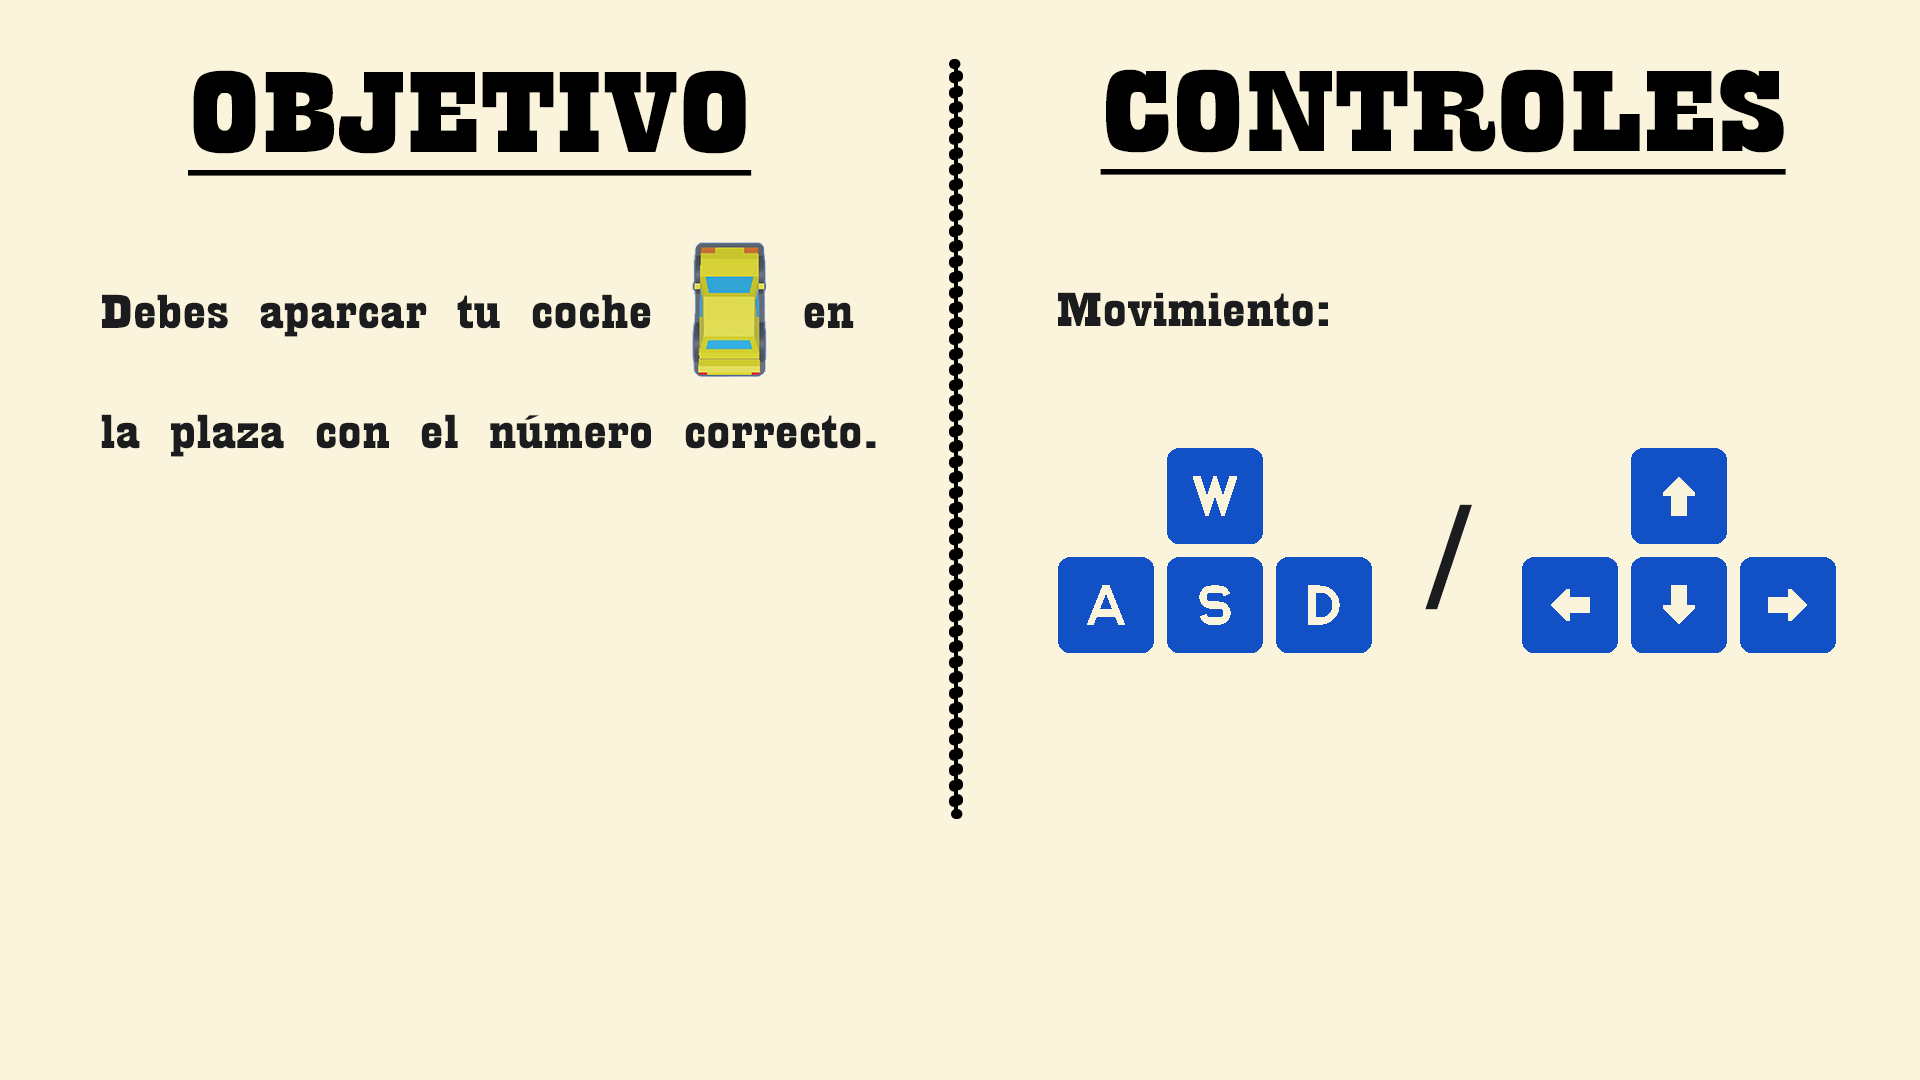 OBJETIVO
Debes aparcar tu coche en
la plaza con el número correcto.
CONTROLES
Movimiento:
W
A S D
/